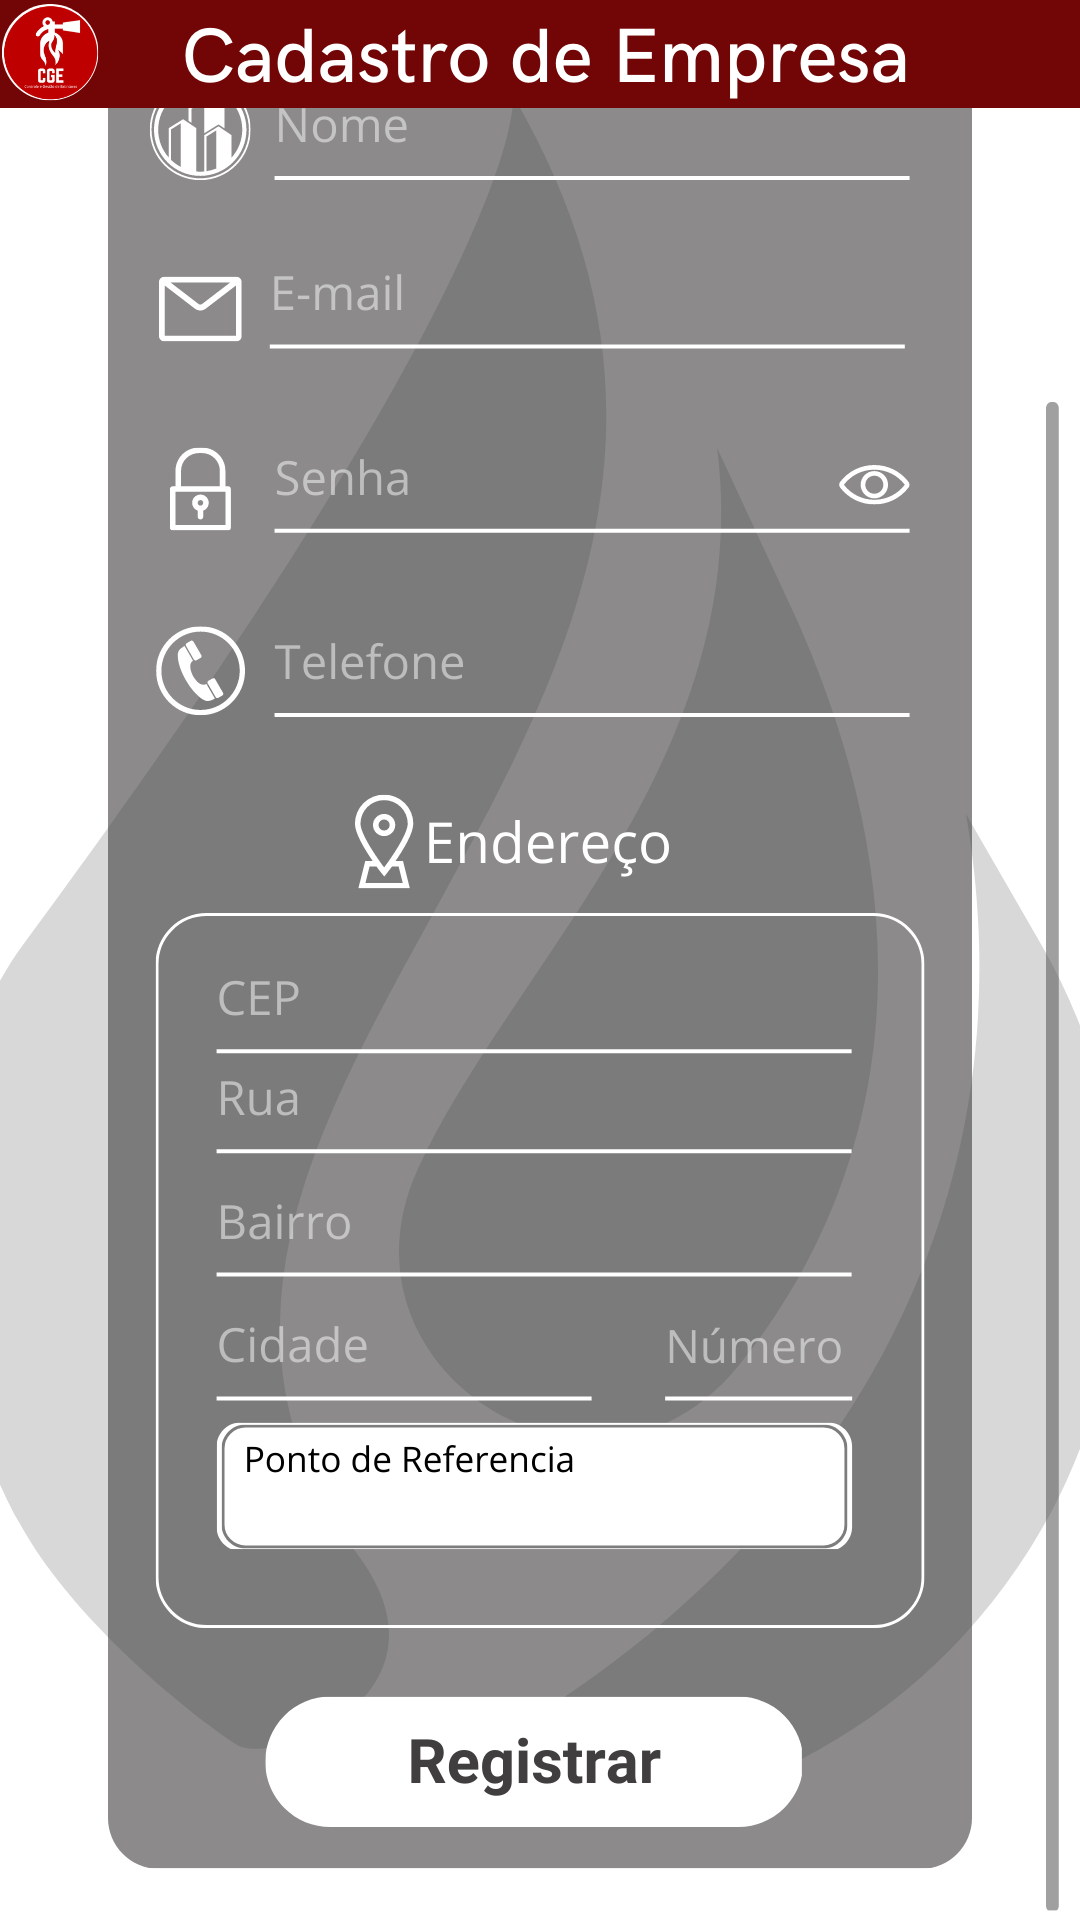 CGE
Cadastro de Empresa
Nome
E-mail
Senha
Telefone
Endereço
CEP
Rua
Bairro
Cidade
Número
Ponto de Referencia
Registrar